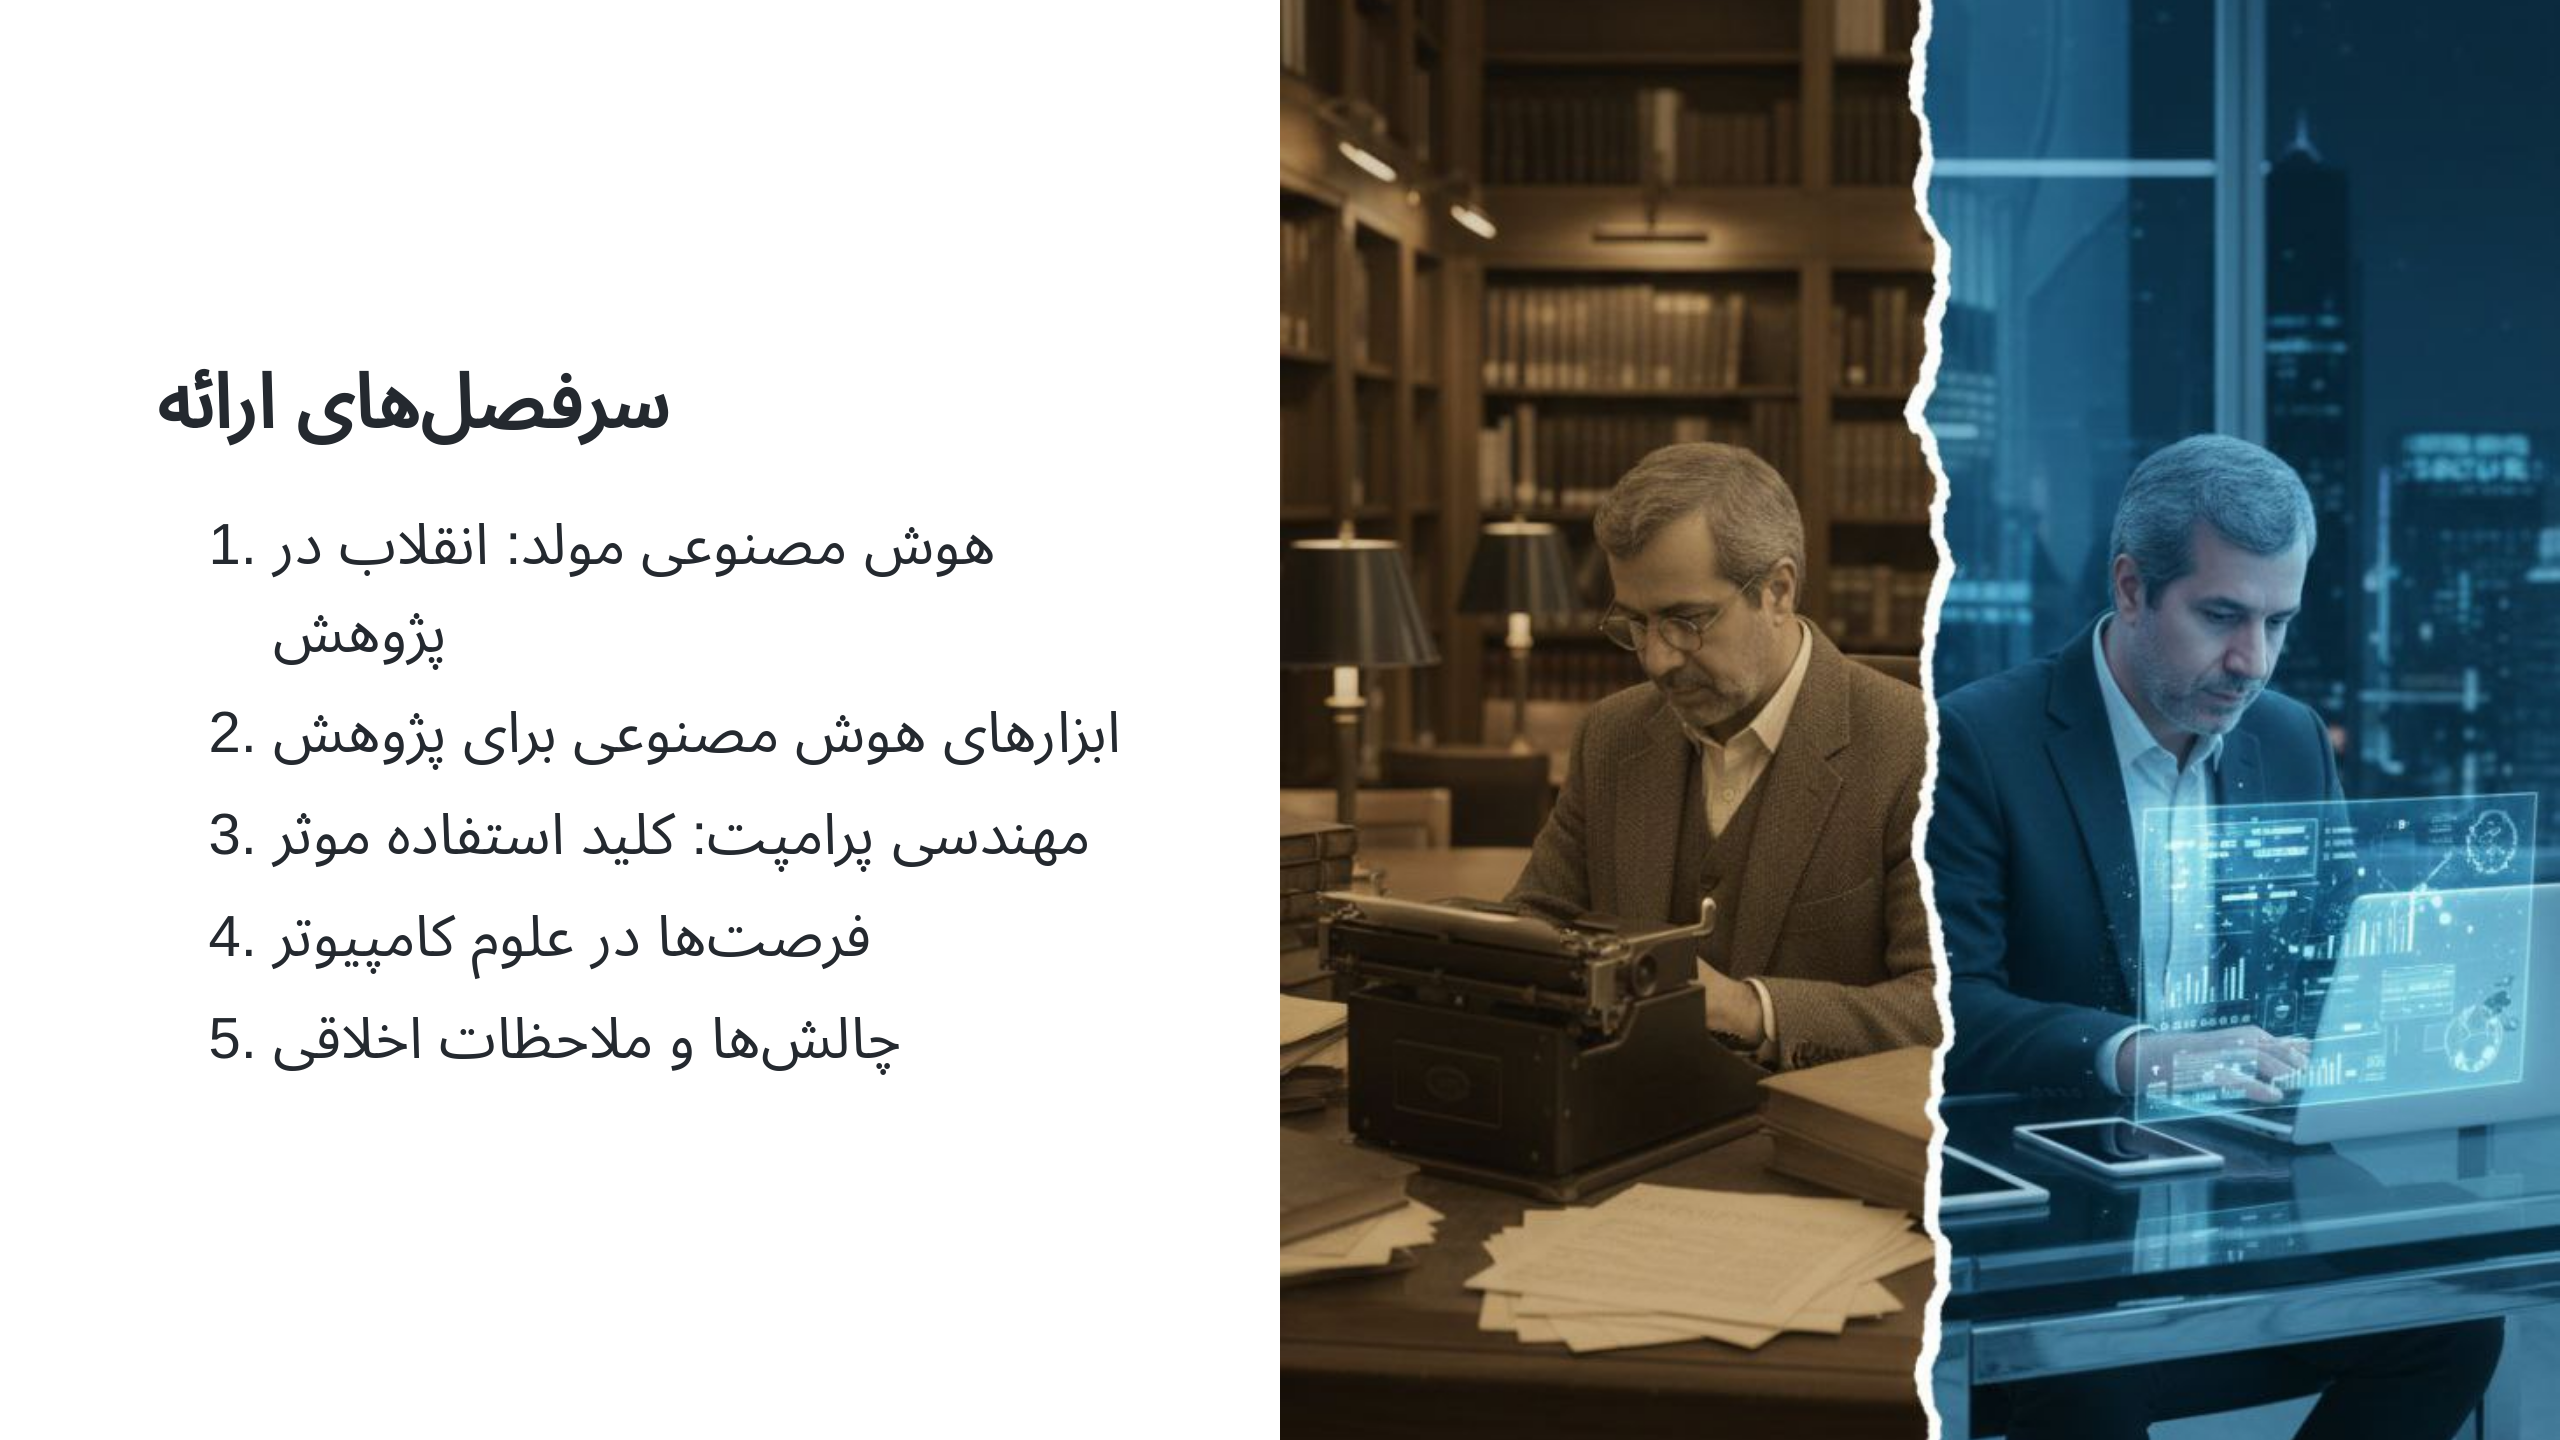 سرفصل‌های ارائه
1. هوش مصنوعی مولد: انقلاب در
پژوهش
2. ابزارهای هوش مصنوعی برای پژوهش
3. مهندسی پرامپت: کلید استفاده موثر
4. فرصت‌ها در علوم کامپیوتر
5. چالش‌ها و ملاحظات اخلاقی